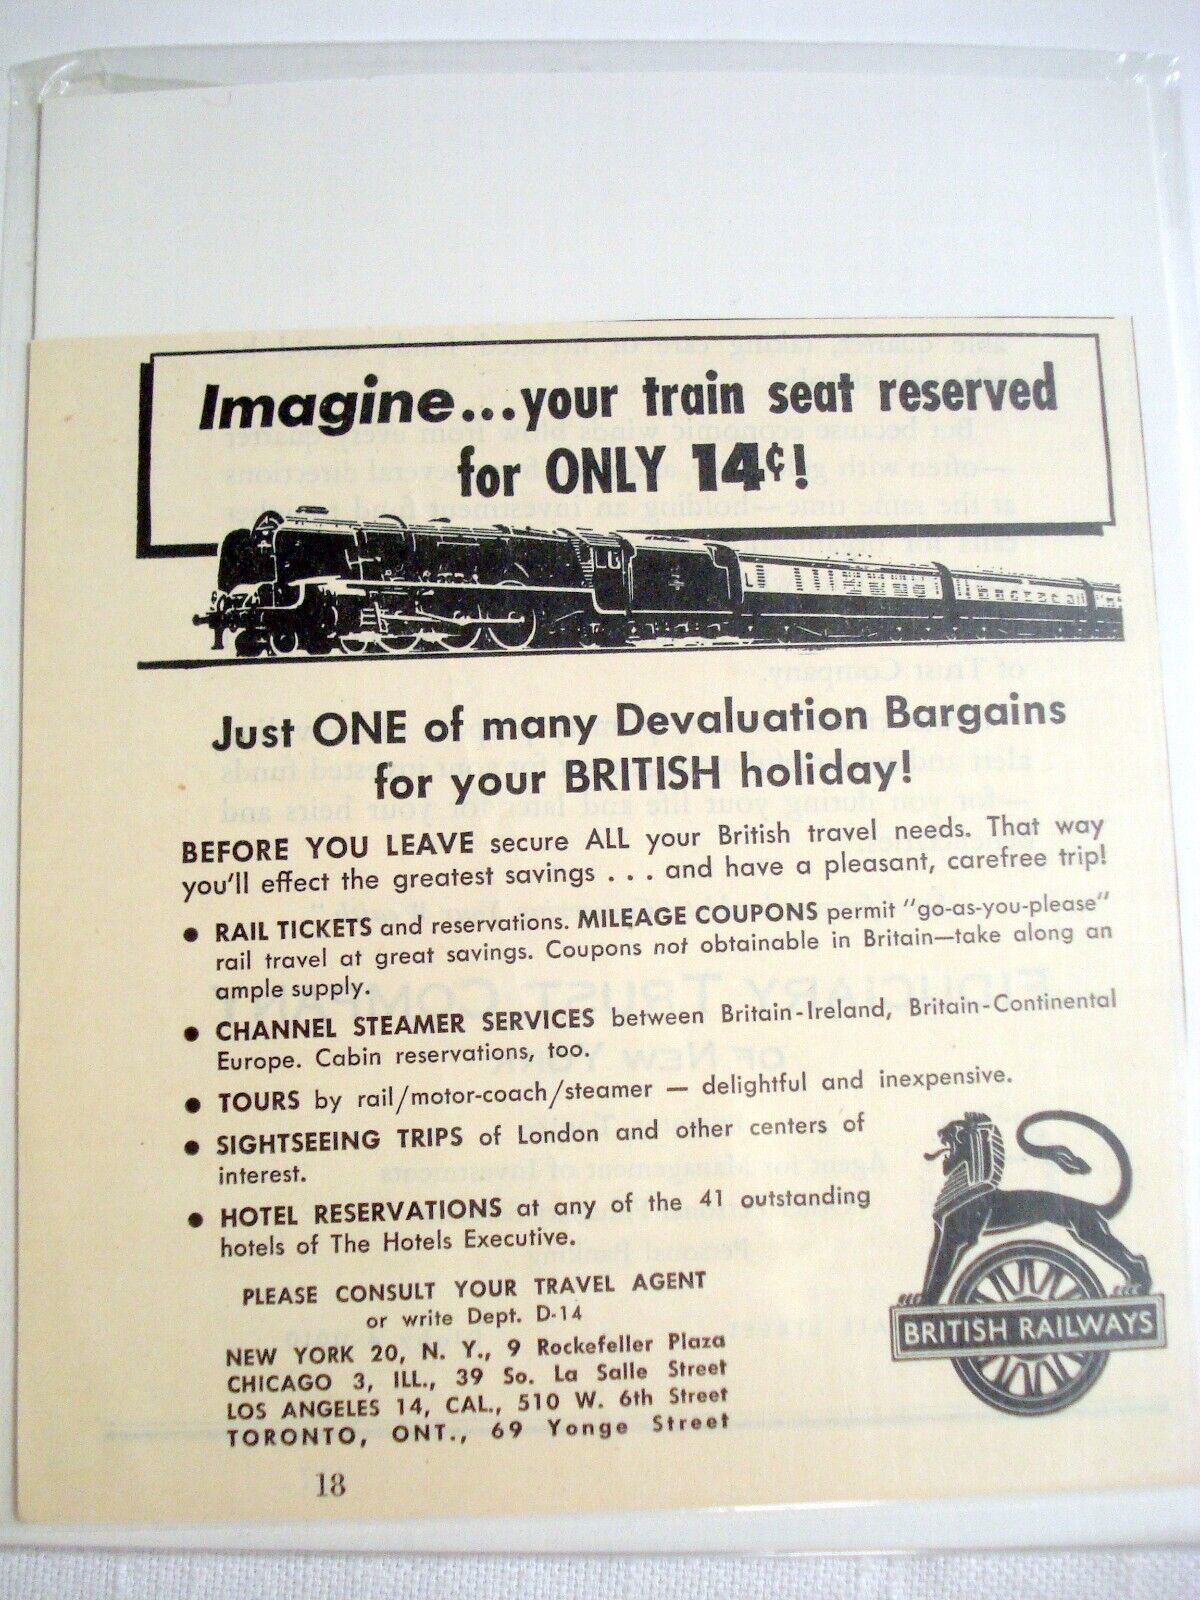 Imagine...your train seat reserved
for ONLY 14¢!
Just ONE of many Devaluation Bargains
for your BRITISH holiday!
BEFORE YOU LEAVE secure ALL your British travel needs. That way
you'll effect the greatest savings . . . and have a pleasant, carefree trip!
• RAIL TICKETS and reservations. MILEAGE COUPONS permit "go-as-you-please"
rail travel at great savings. Coupons not obtainable in Britain—take along an
ample supply.
• CHANNEL STEAMER SERVICES between Britain-Ireland, Britain-Continental
Europe. Cabin reservations, too.
• TOURS by rail/motor-coach/steamer — delightful and inexpensive.
• SIGHTSEEING TRIPS of London and other centers of
interest.
• HOTEL RESERVATIONS at any of the 41 outstanding
hotels of The Hotels Executive.
PLEASE CONSULT YOUR TRAVEL AGENT
or write Dept. D-14
NEW YORK 20, N. Y., 9 Rockefeller Plaza
CHICAGO 3, ILL., 39 So. La Salle Street
LOS ANGELES 14, CAL., 510 W. 6th Street
TORONTO, ONT., 69 Yonge Street
BRITISH RAILWAYS
18